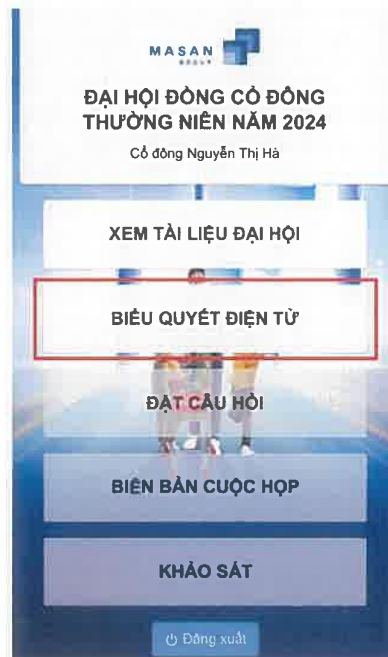 MASAN
GROUP
ĐẠI HỘI ĐỒNG CỔ ĐÔNG
THƯỜNG NIÊN NĂM 2024
Cổ đông Nguyễn Thị Hà
XEM TÀI LIỆU ĐẠI HỘI
BIỂU QUYẾT ĐIỆN TỬ
ĐẶT CÂU HỎI
BIÊN BẢN CUỘC HỌP
KHẢO SÁT
Đăng xuất